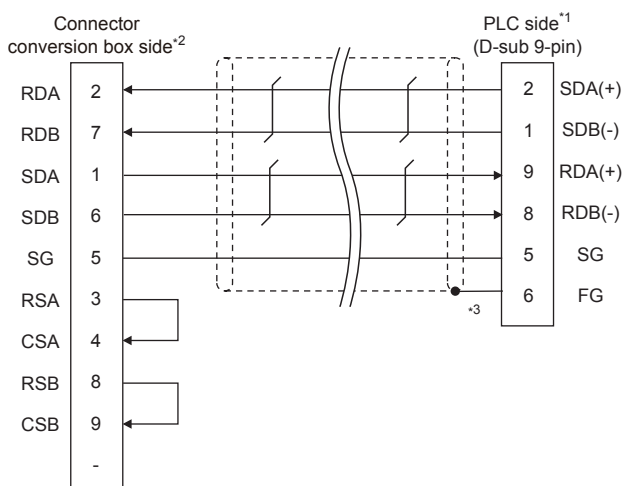 Connector
conversion box side*2
PLC side*1
(D-sub 9-pin)
RDA 2 2 SDA(+)
RDB 7 1 SDB(-)
SDA 1 9 RDA(+)
SDB 6 8 RDB(-)
SG 5 5 SG
RSA 3 6 FG
*3
CSA 4
RSB 8
CSB 9
-